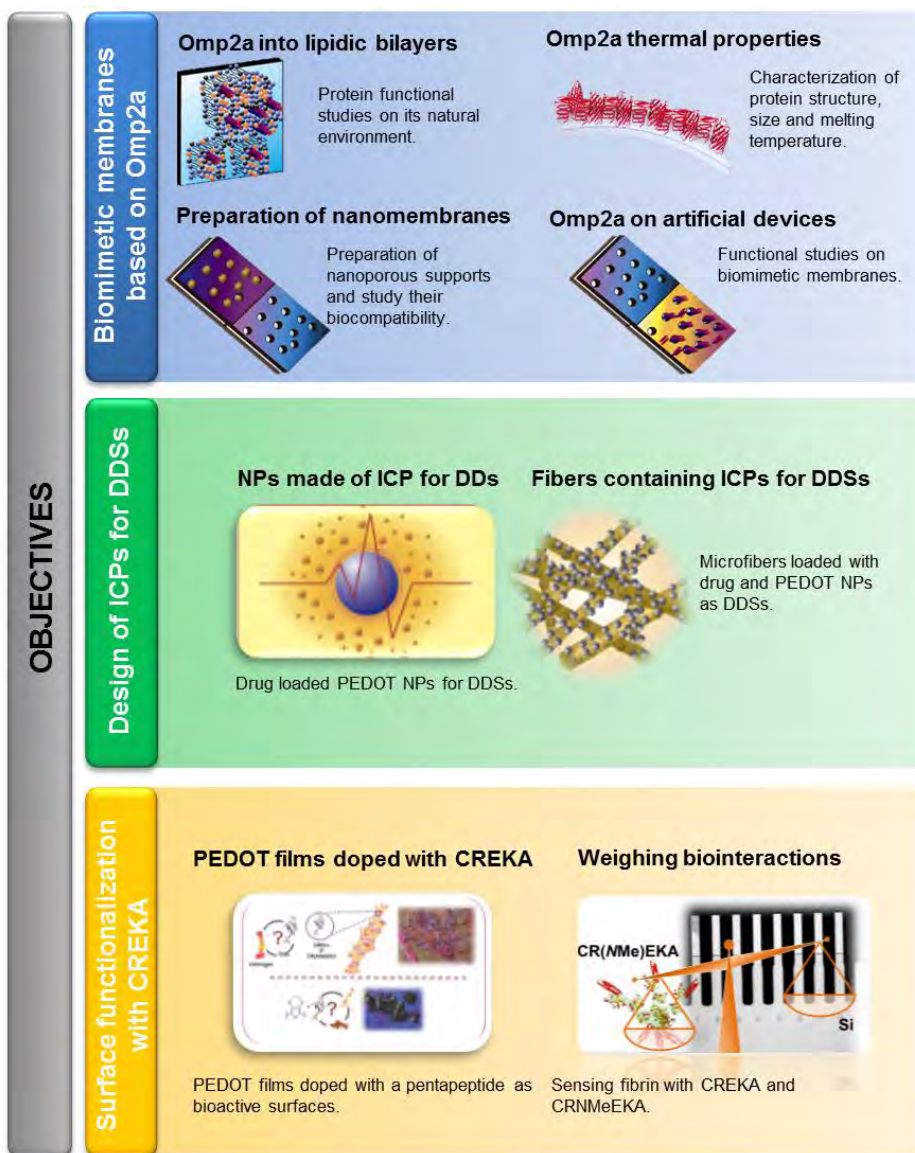 OBJECTIVES
Biomimetic membranes
based on Omp2a
Omp2a into lipidic bilayers
Protein functional
studies on its natural
environment.
Omp2a thermal properties
Characterization of
protein structure,
size and melting
temperature.
Preparation of nanomembranes
Preparation of
nanoporous supports
and study their
biocompatibility.
Omp2a on artificial devices
Functional studies on
biomimetic membranes.
Design of ICPs for DDSs
NPs made of ICP for DDs
Drug loaded PEDOT NPs for DDSs.
Fibers containing ICPs for DDSs
Microfibers loaded with
drug and PEDOT NPs
as DDSs.
Surface functionalization
with CREKA
PEDOT films doped with CREKA
?
?
PEDOT films doped with a pentapeptide as
bioactive surfaces.
Weighing biointeractions
CR(NMe)EKA
Si
Sensing fibrin with CREKA and
CRNMeEKA.